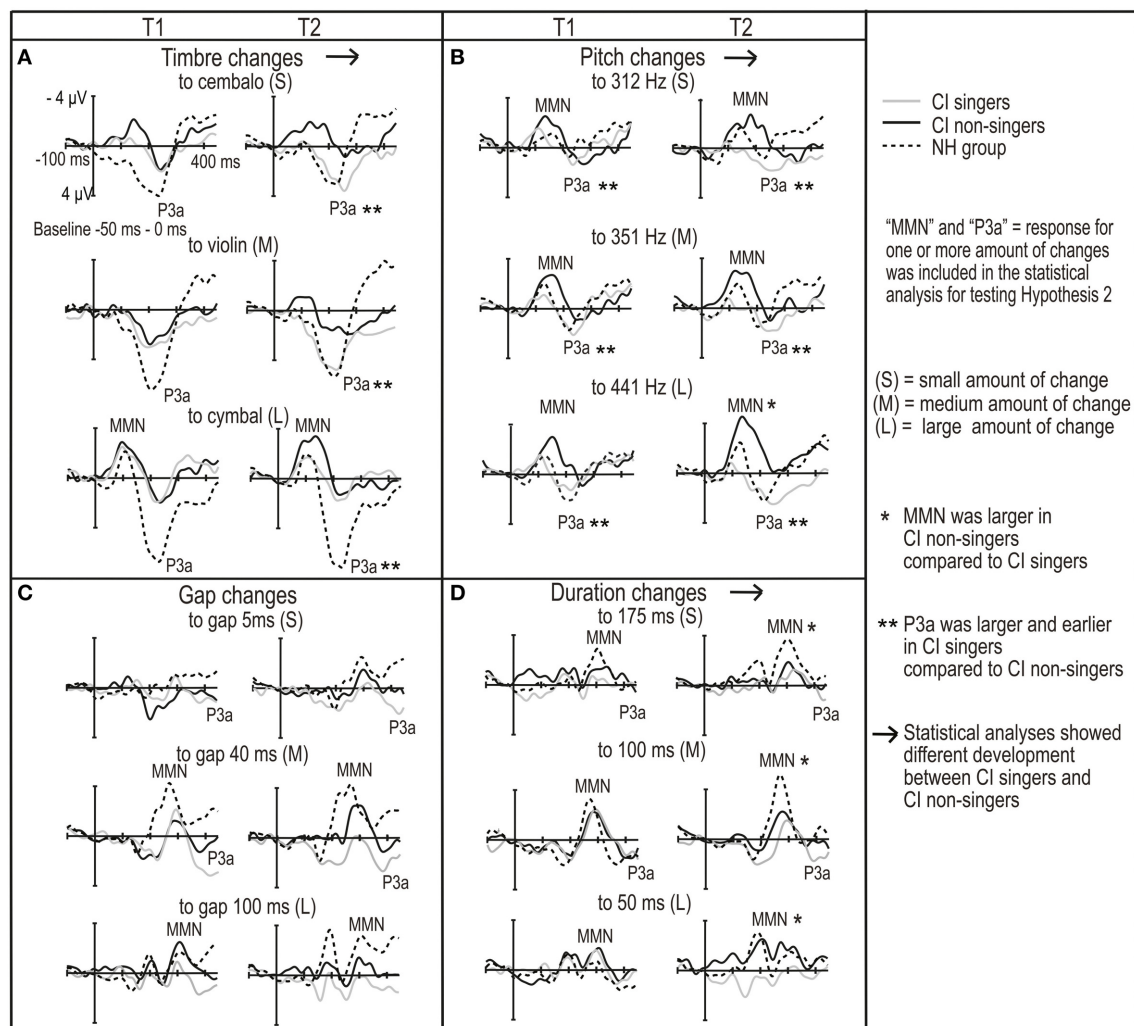 T1 T2
A Timbre changes →
to cembalo (S)
- 4 µV
-100 ms 400 ms
4 µV
P3a
P3a **
Baseline -50 ms - 0 ms
to violin (M)
P3a
P3a **
to cymbal (L)
MMN MMN
P3a
P3a **
T1 T2
B Pitch changes →
to 312 Hz (S)
MMN MMN
P3a ** P3a **
to 351 Hz (M)
MMN MMN
P3a ** P3a **
to 441 Hz (L)
MMN MMN *
P3a ** P3a **
C Gap changes
to gap 5ms (S)
P3a P3a
to gap 40 ms (M)
MMN MMN
P3a P3a
to gap 100 ms (L)
MMN MMN
D Duration changes →
to 175 ms (S)
MMN MMN *
P3a P3a
to 100 ms (M)
MMN MMN *
P3a P3a
to 50 ms (L)
MMN MMN *
CI singers
CI non-singers
NH group
“MMN” and “P3a” = response for
one or more amount of changes
was included in the statistical
analysis for testing Hypothesis 2
(S) = small amount of change
(M) = medium amount of change
(L) = large amount of change
* MMN was larger in
CI non-singers
compared to CI singers
** P3a was larger and earlier
in CI singers
compared to CI non-singers
→ Statistical analyses showed
different development
between CI singers and
CI non-singers